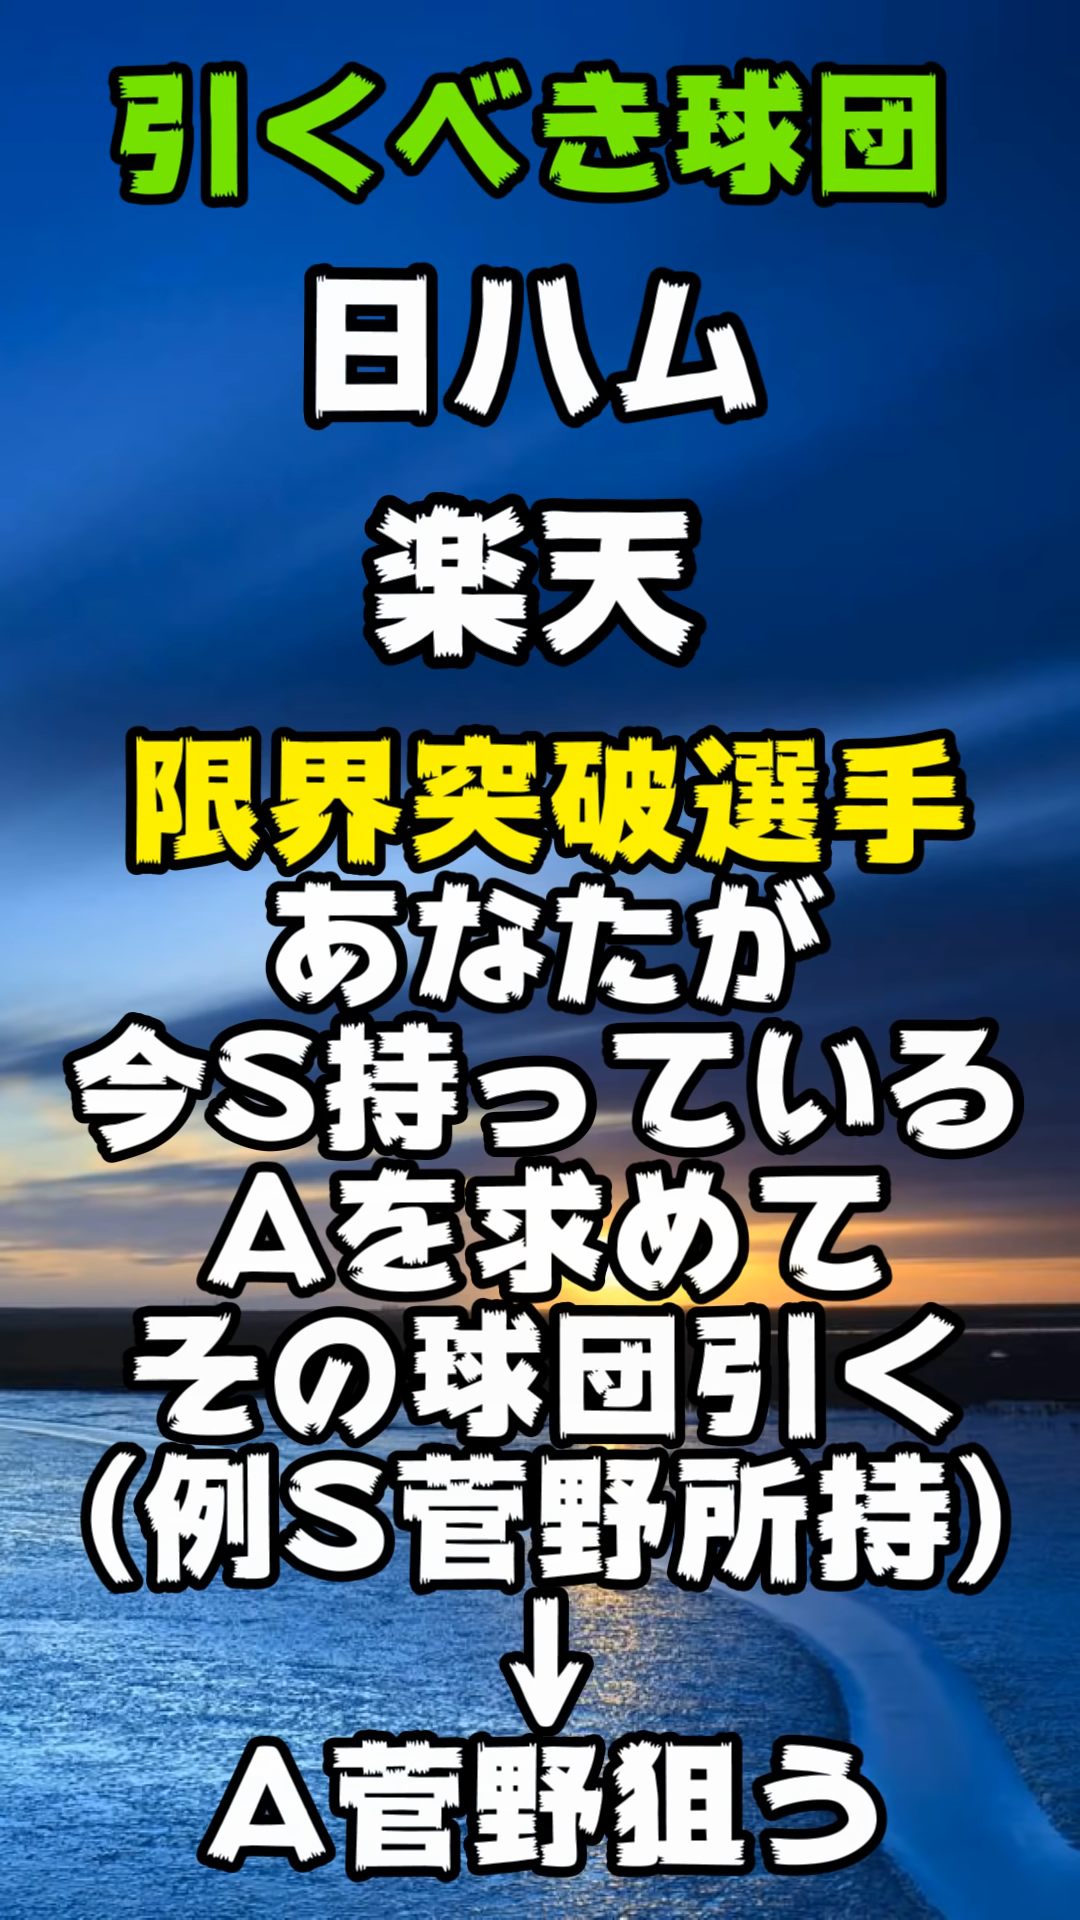 引くべき球団
日ハム
楽天
限界突破選手
あなたが
今S持っている
Aを求めて
その球団引く
(例S菅野所持)
↓
A菅野狙う